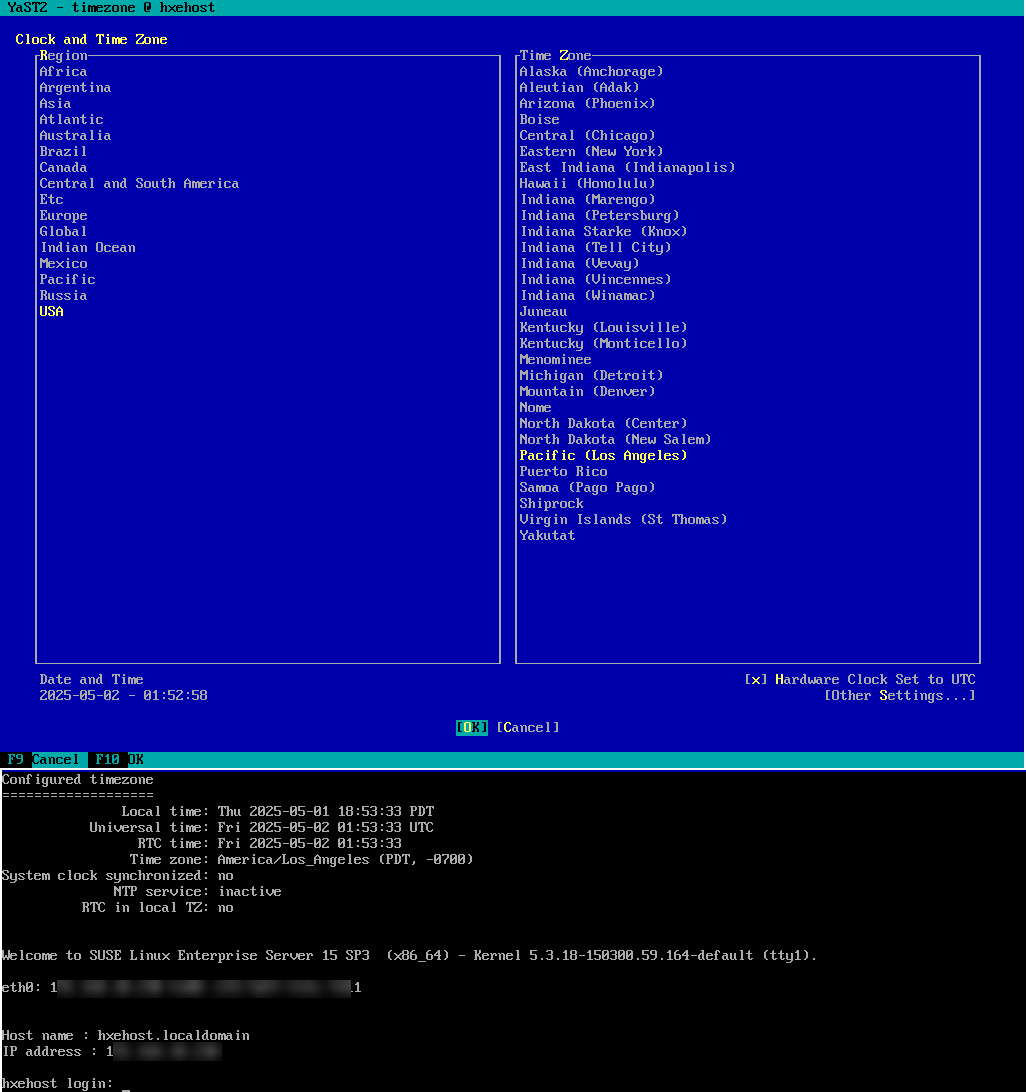 YaST2 - timezone @ hxehost
Clock and Time Zone
Region
Africa
Argentina
Asia
Atlantic
Australia
Brazil
Canada
Central and South America
Etc
Europe
Global
Indian Ocean
Mexico
Pacific
Russia
USA
Time Zone
Alaska (Anchorage)
Aleutian (Adak)
Arizona (Phoenix)
Boise
Central (Chicago)
Eastern (New York)
East Indiana (Indianapolis)
Hawaii (Honolulu)
Indiana (Marengo)
Indiana (Petersburg)
Indiana Starke (Knox)
Indiana (Tell City)
Indiana (Vevay)
Indiana (Vincennes)
Indiana (Winamac)
Juneau
Kentucky (Louisville)
Kentucky (Monticello)
Menominee
Michigan (Detroit)
Mountain (Denver)
Nome
North Dakota (Center)
North Dakota (New Salem)
Pacific (Los Angeles)
Puerto Rico
Samoa (Pago Pago)
Shiprock
Virgin Islands (St Thomas)
Yakutat
Date and Time
2025-05-02 - 01:52:58
[x] Hardware Clock Set to UTC
[Other Settings...]
[OK] [Cancel]
F9 Cancel F10 OK
Configured timezone
===================
Local time: Thu 2025-05-01 18:53:33 PDT
Universal time: Fri 2025-05-02 01:53:33 UTC
RTC time: Fri 2025-05-02 01:53:33
Time zone: America/Los_Angeles (PDT, -0700)
System clock synchronized: no
NTP service: inactive
RTC in local TZ: no
Welcome to SUSE Linux Enterprise Server 15 SP3  (x86_64) - Kernel 5.3.18-150300.59.164-default (tty1).
eth0: 1 1
Host name : hxehost.localdomain
IP address : 1
hxehost login: _